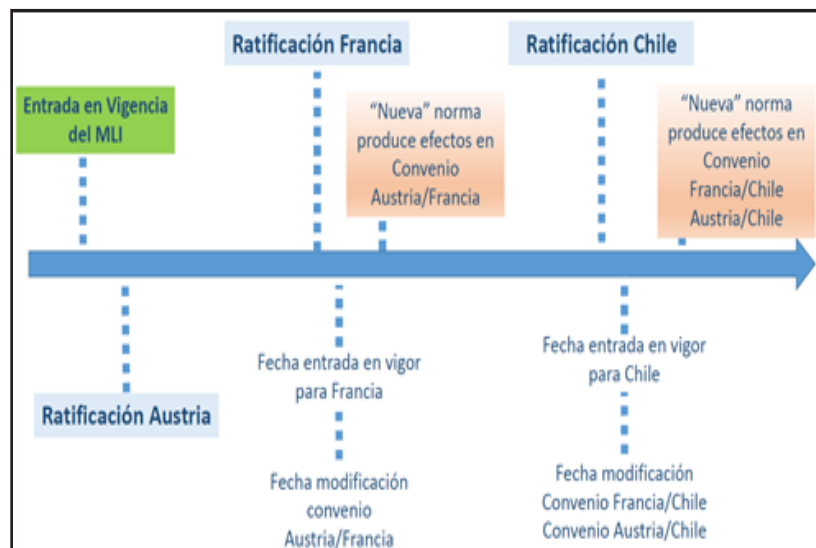 Ratificación Francia
Ratificación Chile
Entrada en Vigencia
del MLI
“Nueva” norma
produce efectos en
Convenio
Austria/Francia
“Nueva” norma
produce efectos en
Convenio
Francia/Chile
Austria/Chile
Ratificación Austria
Fecha entrada en vigor
para Francia
Fecha modificación
convenio
Austria/Francia
Fecha entrada en vigor
para Chile
Fecha modificación
Convenio Francia/Chile
Convenio Austria/Chile